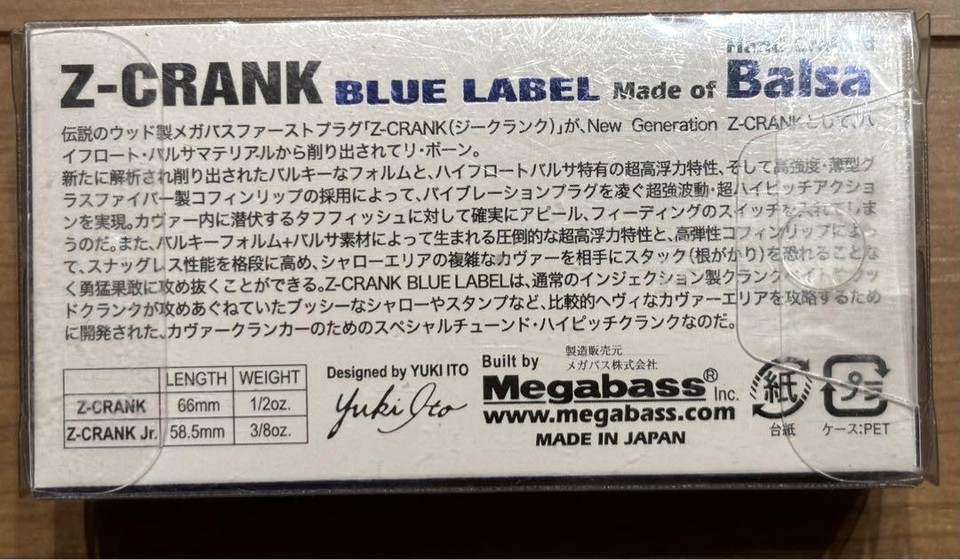 Hand Crafted
Z-CRANK BLUE LABEL Made of Balsa
伝説のウッド製メガバスファーストプラグ「Z-CRANK(ジークランク)」が、New Generation Z-CRANKとして、ハ
イフロート・バルサマテリアルから削り出されてリ・ボーン。
新たに解析され削り出されたバルキーなフォルムと、ハイフロートバルサ特有の超高浮力特性、そして高強度・薄型グ
ラスファイバー製コフィンリップの採用によって、バイブレーションプラグを凌ぐ超強波動・超ハイピッチアクショ
ンを実現。カヴァー内に潜伏するタフフィッシュに対して確実にアピール、フィーディングのスイッチを入れてしま
うのだ。また、バルキーフォルム+バルサ素材によって生まれる圧倒的な超高浮力特性と、高弾性コフィンリップによっ
て、スナッグレス性能を格段に高め、シャローエリアの複雑なカヴァーを相手にスタック(根がかり)を恐れることな
く勇猛果敢に攻め抜くことができる。Z-CRANK BLUE LABELは、通常のインジェクション製クランクベイトやウッ
ドクランクが攻めあぐねていたブッシーなシャローやスタンプなど、比較的ヘヴィなカヴァーエリアを攻略するため
に開発された、カヴァークランカーのためのスペシャルチューンド・ハイピッチクランクなのだ。
LENGTH WEIGHT
Z-CRANK 66mm 1/2oz.
Z-CRANK Jr. 58.5mm 3/8oz.
Designed by YUKI ITO
Yuki Ito
Built by
製造販売元
メガバス株式会社
Megabass® Inc.
www.megabass.com
MADE IN JAPAN
紙
台紙
プラ
ケース:PET